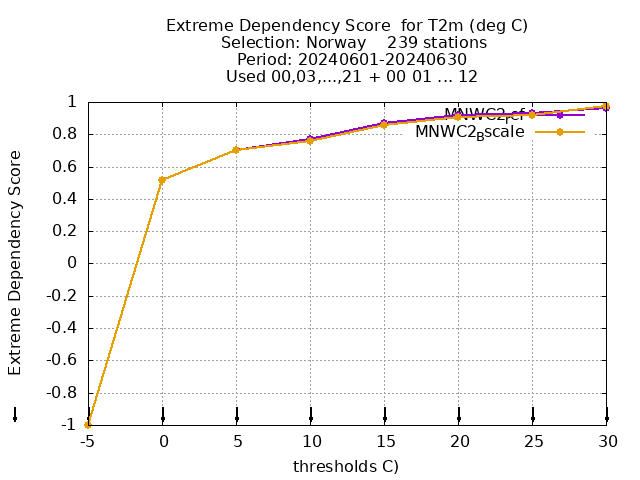 Extreme Dependency Score  for T2m (deg C)
Selection: Norway    239 stations
Period: 20240601-20240630
Used 00,03,...,21 + 00 01 ... 12
MNWC2
MNWC2_Bscale
1
0.8
0.6
0.4
0.2
0
-0.2
-0.4
-0.6
-0.8
-1
-5
0
5
10
15
20
25
30
Extreme Dependency Score
thresholds C)